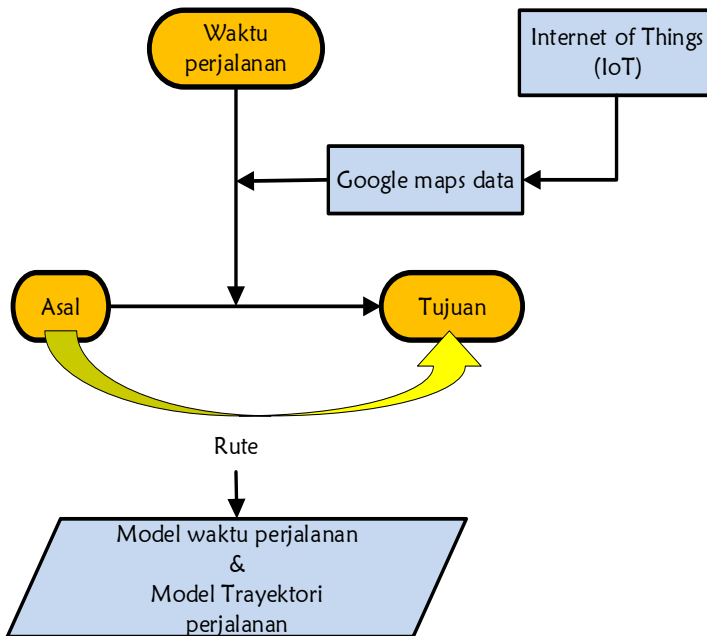 Waktu
perjalanan
Internet of Things
(IoT)
Google maps data
Asal
Tujuan
Rute
Model waktu perjalanan
&
Model Trayektori
perjalanan